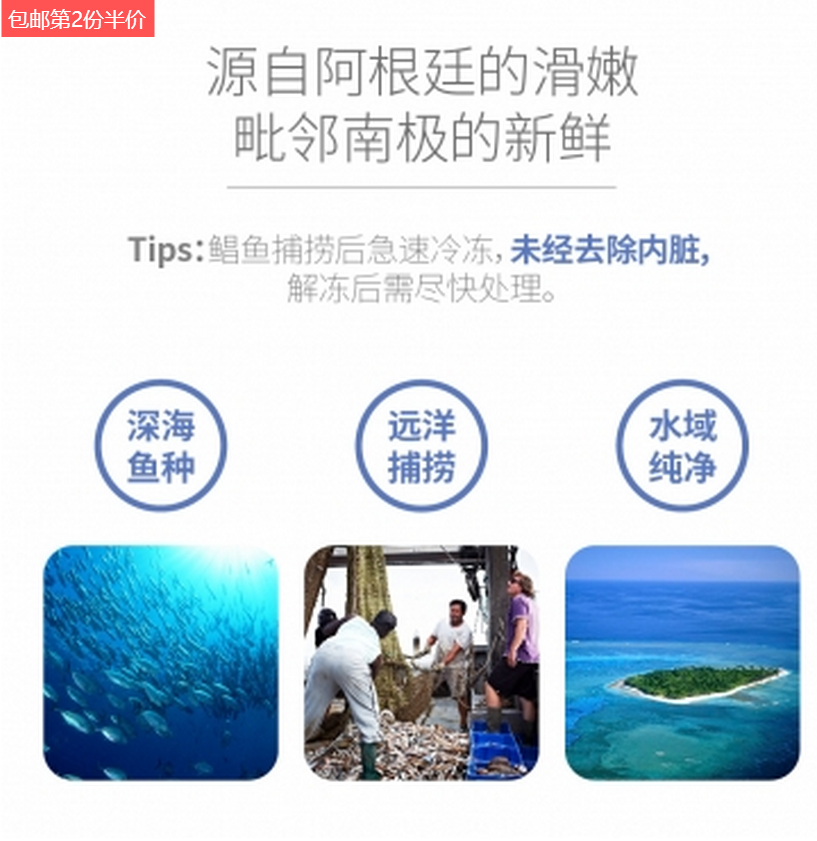 包邮第2份半价
源自阿根廷的滑嫩
毗邻南极的新鲜
Tips:鲳鱼捕捞后急速冷冻,未经去除内脏,
解冻后需尽快处理。
深海
鱼种
远洋
捕捞
水域
纯净